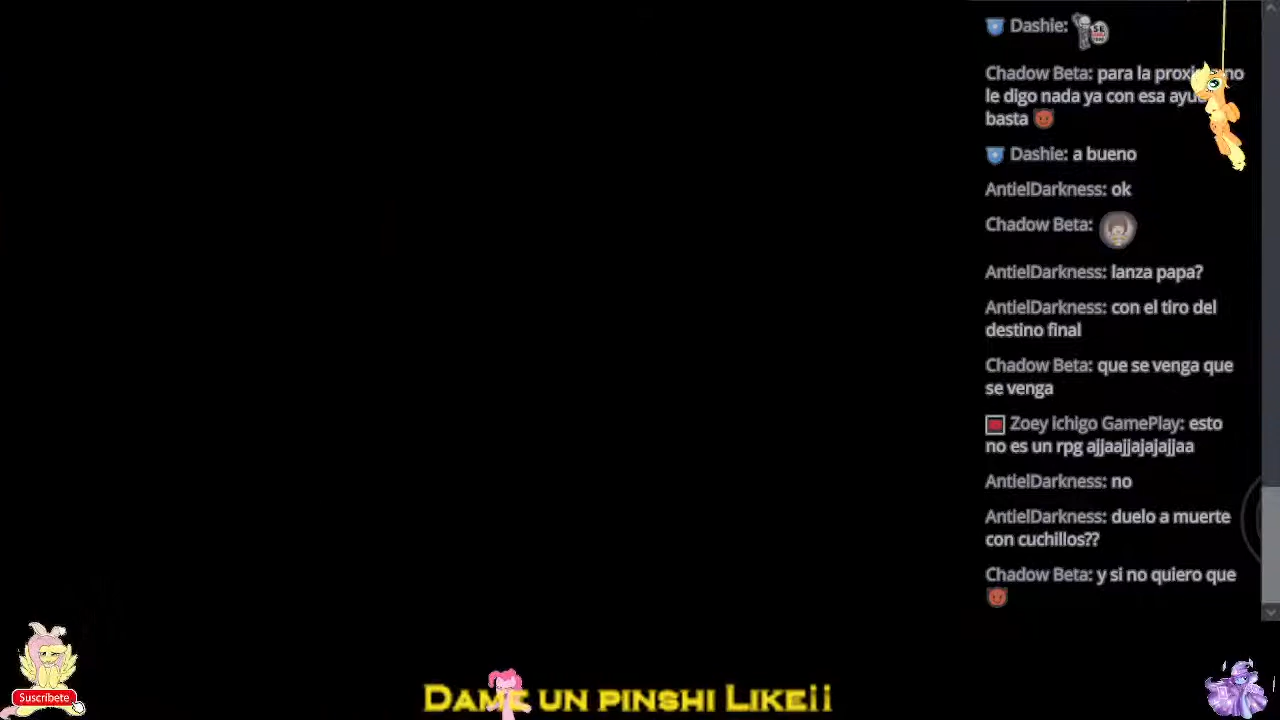 Dashie:
SE
Chadow Beta: para la proxi no
le digo nada ya con esa ayu
basta
Dashie: a bueno
AntielDarkness: ok
Chadow Beta:
AntielDarkness: lanza papa?
AntielDarkness: con el tiro del
destino final
Chadow Beta: que se venga que
se venga
Zoey ichigo GamePlay: esto
no es un rpg ajjaajjajajajjaa
AntielDarkness: no
AntielDarkness: duelo a muerte
con cuchillos??
Chadow Beta: y si no quiero que
Suscríbete
Dame un pinshi Like¡¡